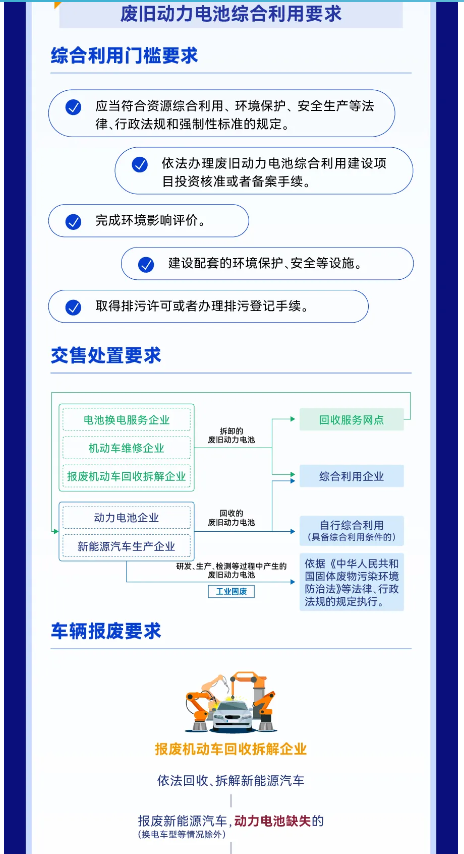 废旧动力电池综合利用要求
综合利用门槛要求
应当符合资源综合利用、环境保护、安全生产等法
律、行政法规和强制性标准的规定。
依法办理废旧动力电池综合利用建设项
目投资核准或者备案手续。
完成环境影响评价。
建设配套的环境保护、安全等设施。
取得排污许可或者办理排污登记手续。
交售处置要求
电池换电服务企业
机动车维修企业
报废机动车回收拆解企业
拆卸的
废旧动力电池
回收服务网点
综合利用企业
动力电池企业
新能源汽车生产企业
回收的
废旧动力电池
自行综合利用
(具备综合利用条件的)
研发、生产、检测等过程中产生的
废旧动力电池
工业固废
依据《中华人民共和
国固体废物污染环境
防治法》等法律、行政
法规的规定执行。
车辆报废要求
报废机动车回收拆解企业
依法回收、拆解新能源汽车
报废新能源汽车,动力电池缺失的
(换电车型等情况除外)